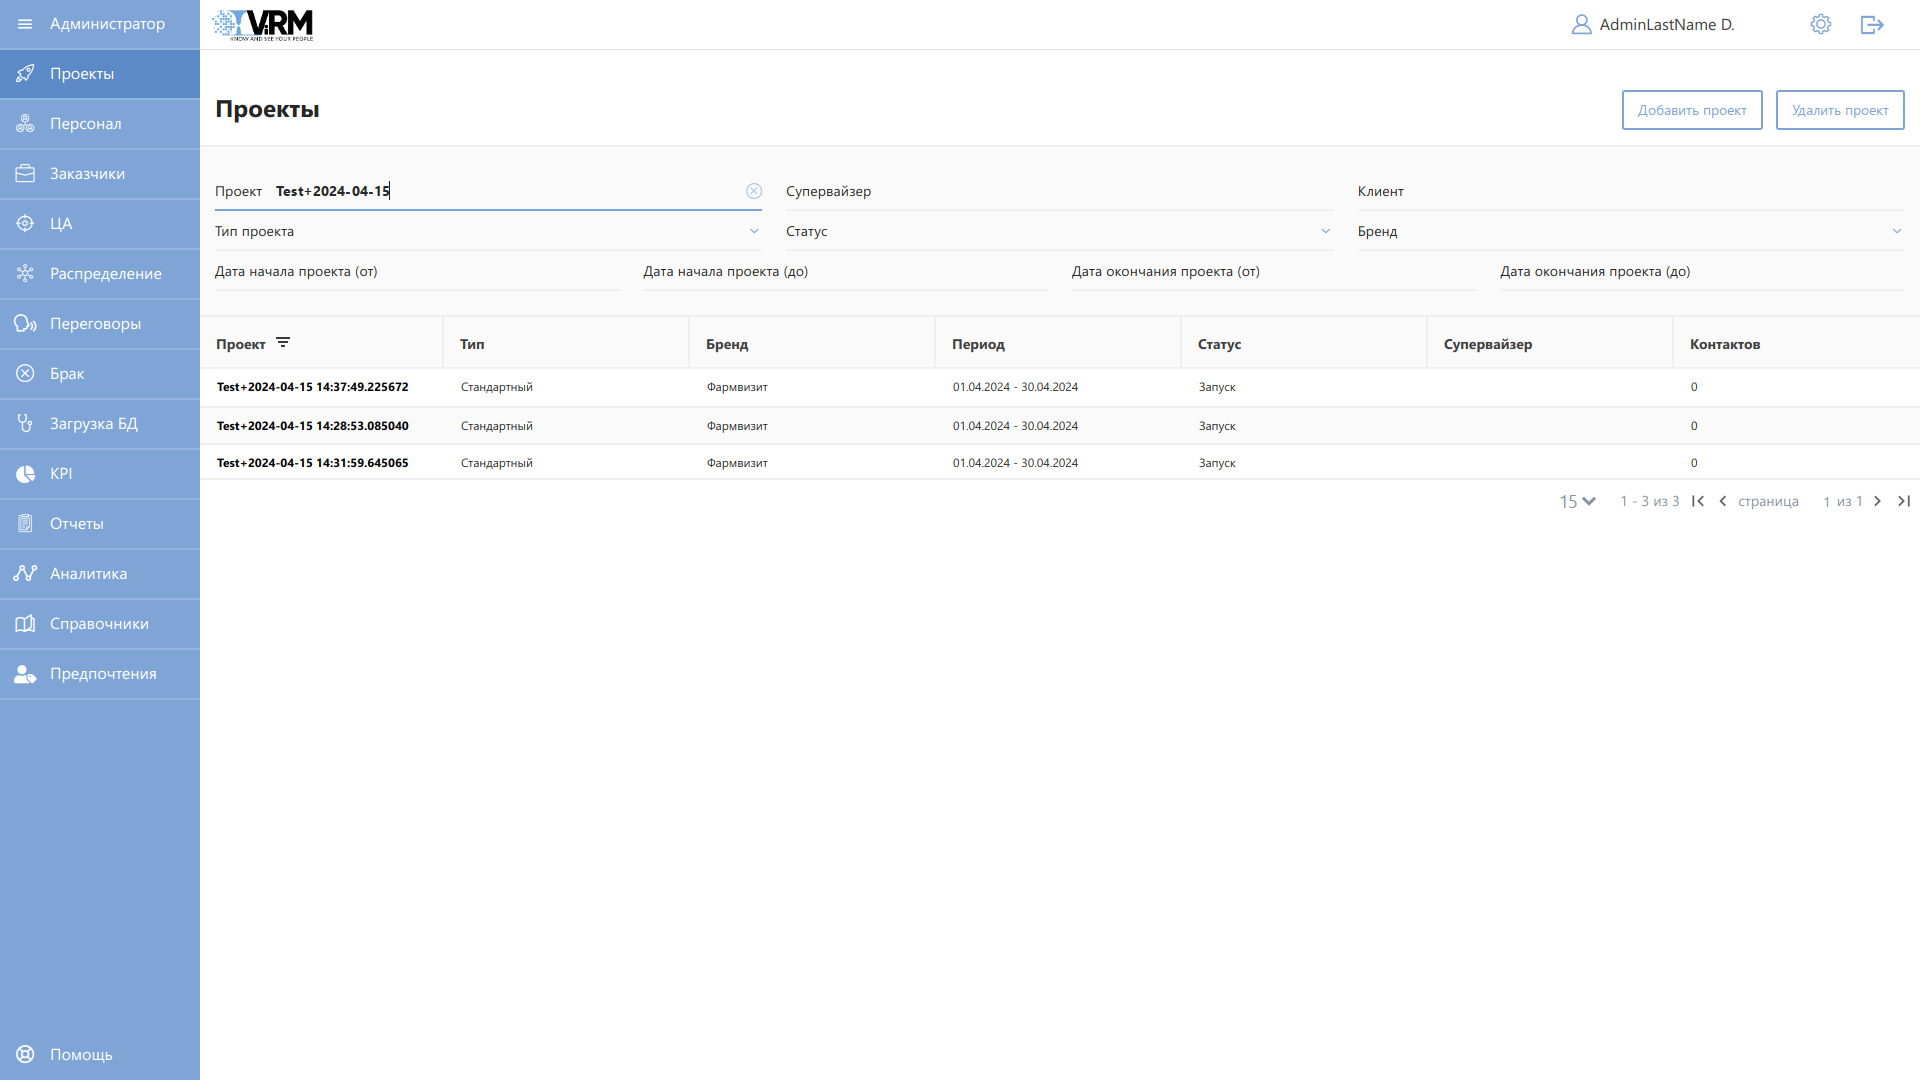 Администратор
ViRM
KNOW AND SEE YOUR PEOPLE
AdminLastName D.
Проекты
Персонал
Заказчики
ЦА
Распределение
Переговоры
Брак
Загрузка БД
KPI
Отчеты
Аналитика
Справочники
Предпочтения
Помощь
Проекты
Добавить проект
Удалить проект
Проект Test+2024-04-15
Супервайзер
Клиент
Тип проекта
Статус
Бренд
Дата начала проекта (от)
Дата начала проекта (до)
Дата окончания проекта (от)
Дата окончания проекта (до)
Проект Тип Бренд Период Статус Супервайзер Контактов
Test+2024-04-15 14:37:49.225672 Стандартный Фармвизит 01.04.2024 - 30.04.2024 Запуск 0
Test+2024-04-15 14:28:53.085040 Стандартный Фармвизит 01.04.2024 - 30.04.2024 Запуск 0
Test+2024-04-15 14:31:59.645065 Стандартный Фармвизит 01.04.2024 - 30.04.2024 Запуск 0
15 1 - 3 из 3 страница 1 из 1